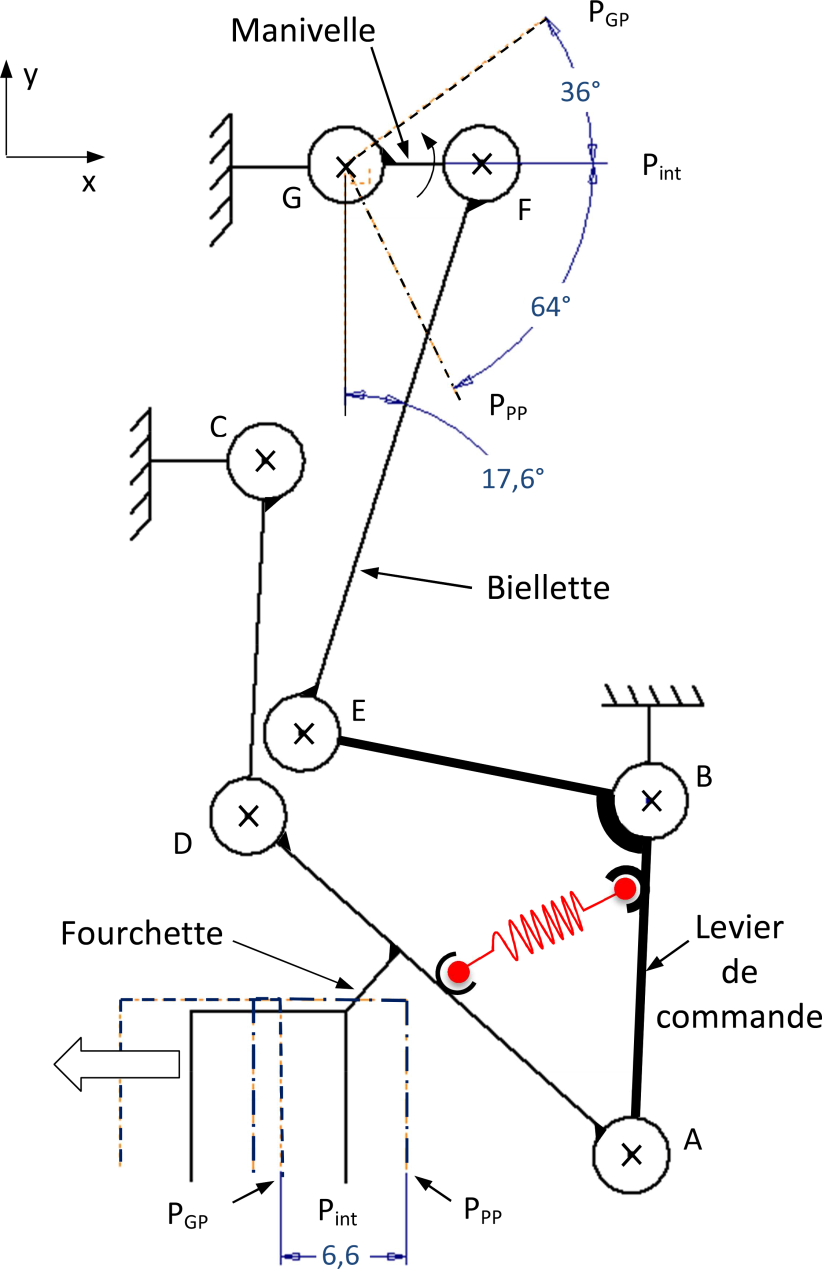 P_GP
Manivelle
y
36°
x
P_int
G
F
64°
P_PP
C
17,6°
Biellette
E
B
D
Fourchette
Levier
de
commande
A
P_GP
P_int
P_PP
6,6